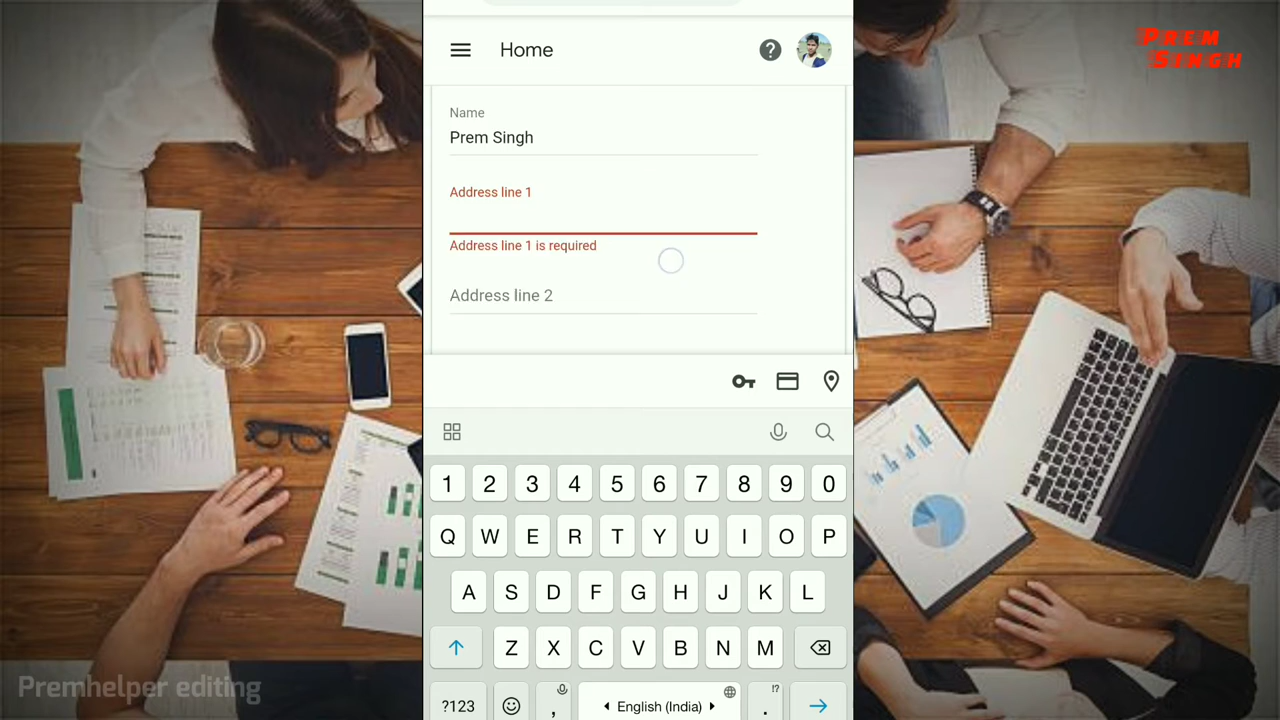 PREM
SINGH
Home
Name
Prem Singh
Address line 1
Address line 1 is required
Address line 2
1 2 3 4 5 6 7 8 9 0
Q W E R T Y U I O P
A S D F G H J K L
Z X C V B N M
?123 , English (India) . !?
Premhelper editing